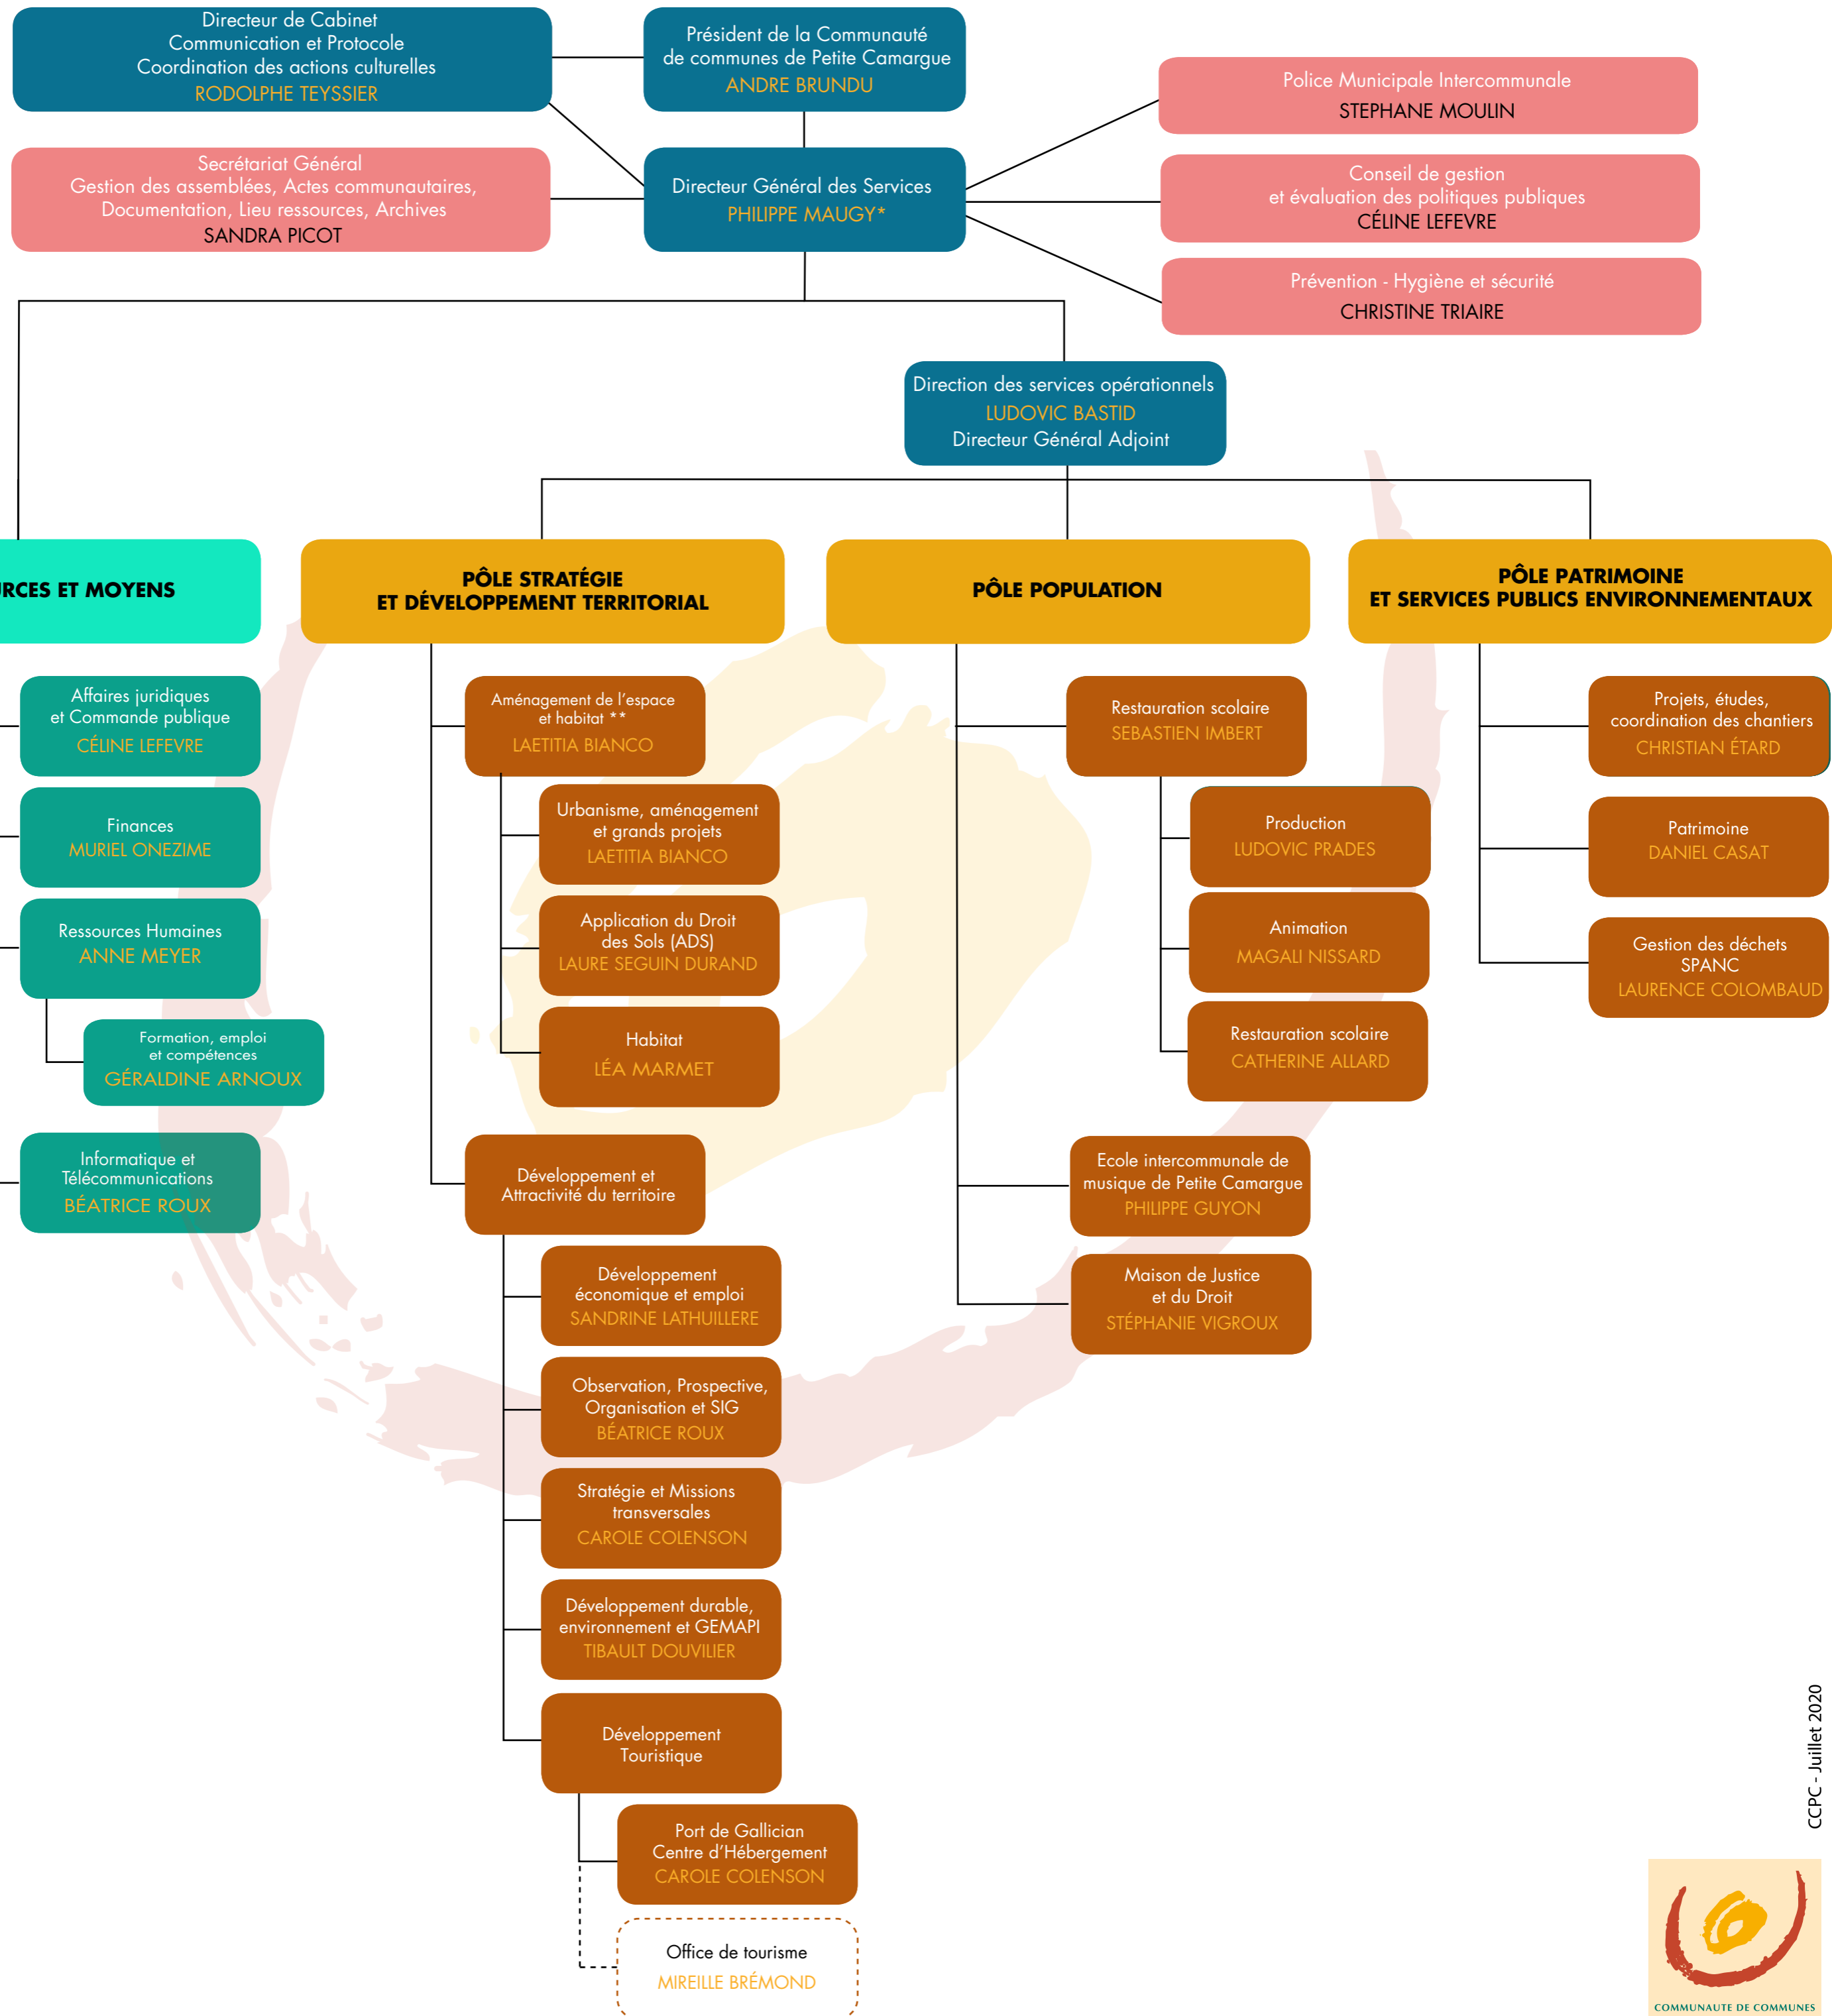 Directeur de Cabinet
Communication et Protocole
Coordination des actions culturelles
RODOLPHE TEYSSIER
Président de la Communauté
de communes de Petite Camargue
ANDRE BRUNDU
Police Municipale Intercommunale
STEPHANE MOULIN
Secrétariat Général
Gestion des assemblées, Actes communautaires,
Documentation, Lieu ressources, Archives
SANDRA PICOT
Directeur Général des Services
PHILIPPE MAUGY*
Conseil de gestion
et évaluation des politiques publiques
CÉLINE LEFEVRE
Prévention - Hygiène et sécurité
CHRISTINE TRIAIRE
Direction des services opérationnels
LUDOVIC BASTID
Directeur Général Adjoint
RCES ET MOYENS
Affaires juridiques
et Commande publique
CÉLINE LEFEVRE
Finances
MURIEL ONEZIME
Ressources Humaines
ANNE MEYER
Formation, emploi
et compétences
GÉRALDINE ARNOUX
Informatique et
Télécommunications
BÉATRICE ROUX
PÔLE STRATÉGIE
ET DÉVELOPPEMENT TERRITORIAL
Aménagement de l'espace
et habitat **
LAETITIA BIANCO
Urbanisme, aménagement
et grands projets
LAETITIA BIANCO
Application du Droit
des Sols (ADS)
LAURE SEGUIN DURAND
Habitat
LÉA MARMET
Développement et
Attractivité du territoire
Développement
économique et emploi
SANDRINE LATHUILLERE
Observation, Prospective,
Organisation et SIG
BÉATRICE ROUX
Stratégie et Missions
transversales
CAROLE COLENSON
Développement durable,
environnement et GEMAPI
TIBAULT DOUVILIER
Développement
Touristique
Port de Gallician
Centre d'Hébergement
CAROLE COLENSON
Office de tourisme
MIREILLE BRÉMOND
PÔLE POPULATION
Restauration scolaire
SEBASTIEN IMBERT
Production
LUDOVIC PRADES
Animation
MAGALI NISSARD
Restauration scolaire
CATHERINE ALLARD
Ecole intercommunale de
musique de Petite Camargue
PHILIPPE GUYON
Maison de Justice
et du Droit
STÉPHANIE VIGROUX
PÔLE PATRIMOINE
ET SERVICES PUBLICS ENVIRONNEMENTAUX
Projets, études,
coordination des chantiers
CHRISTIAN ÉTARD
Patrimoine
DANIEL CASAT
Gestion des déchets
SPANC
LAURENCE COLOMBAUD
CCPC - Juillet 2020
COMMUNAUTE DE COMMUNES